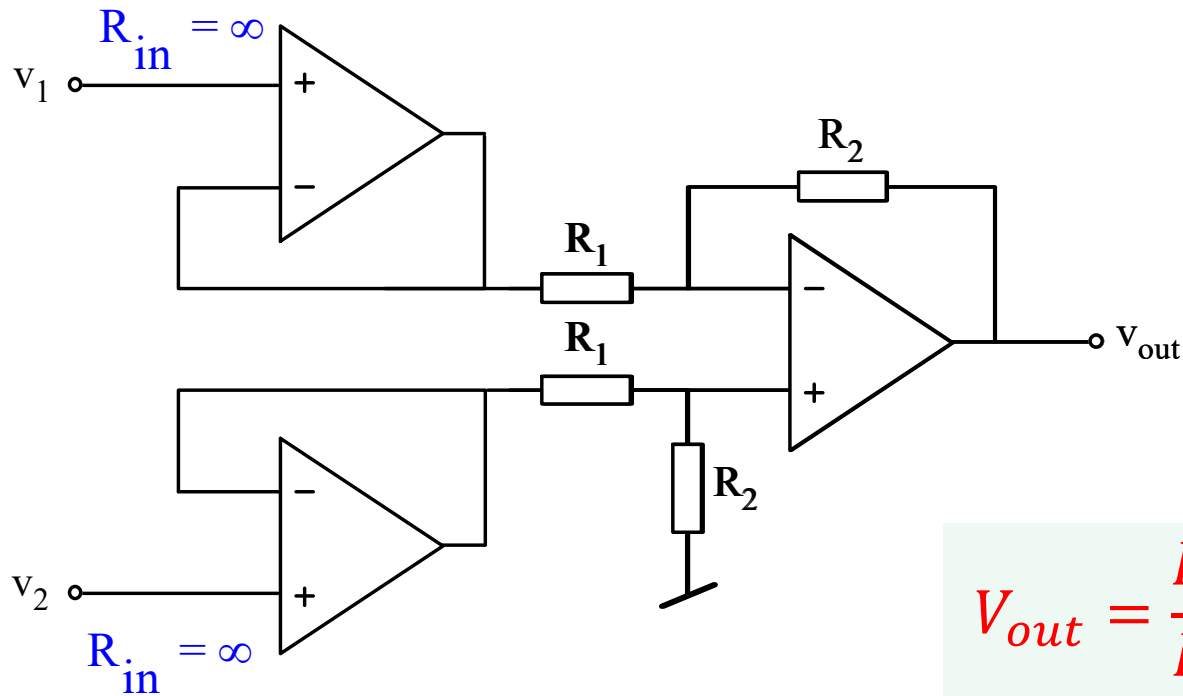 R_in = ∞
v_1
+
−
R_2
R_1
−
v_out
R_1
+
−
R_2
v_2
+
R_in = ∞
V_out =